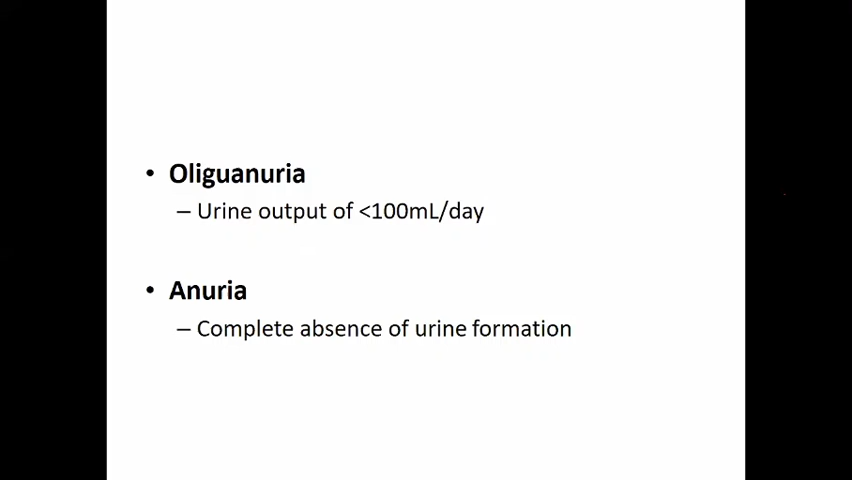 • Oliguanuria
– Urine output of <100mL/day
• Anuria
– Complete absence of urine formation